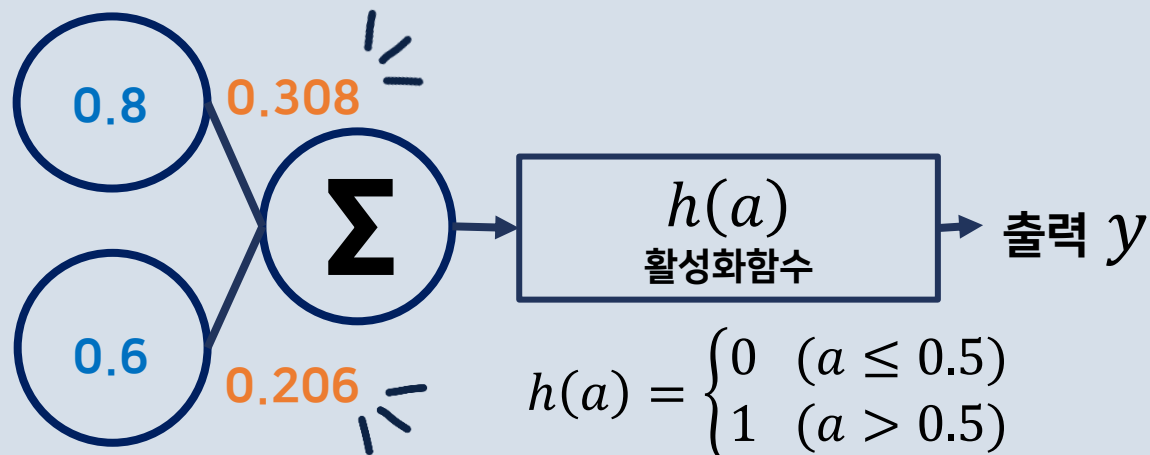 0.8
0.308
Σ
h(a)
활성화함수
출력 y
0.6
0.206
h(a) = {0 (a ≤ 0.5)
1 (a > 0.5)